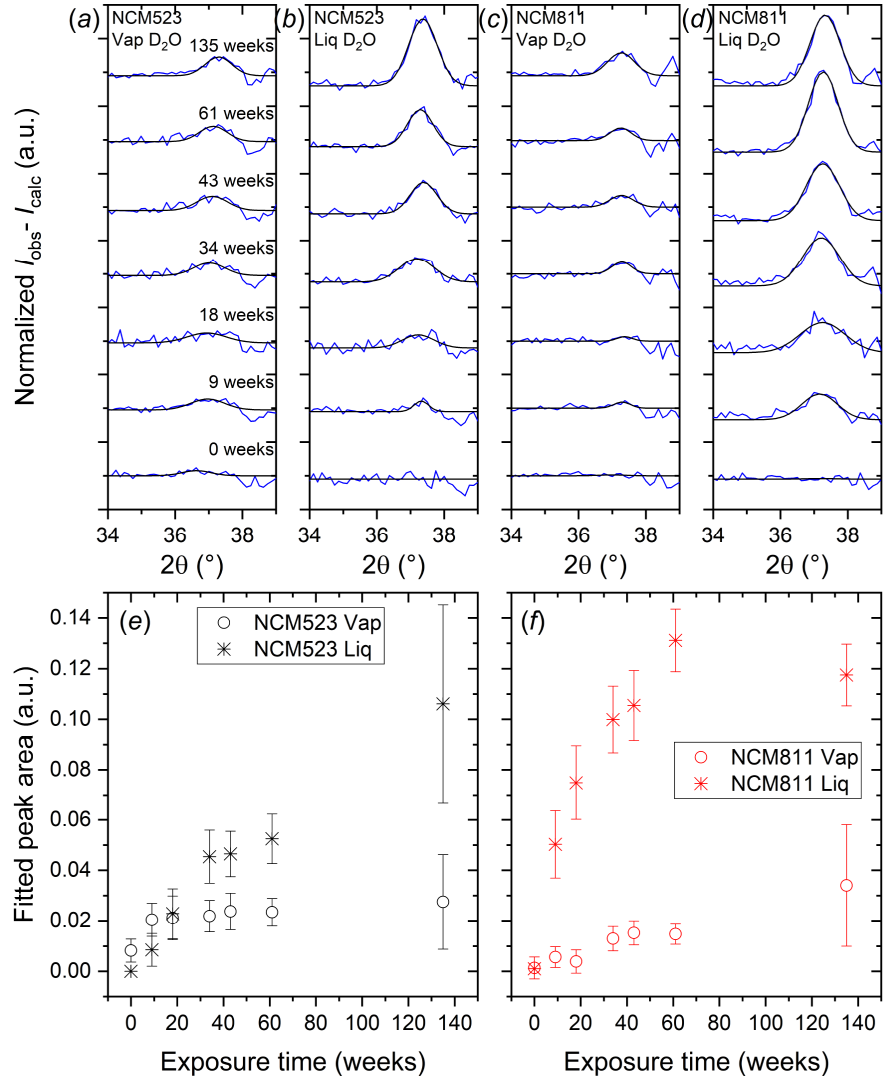 (a) NCM523
Vap D2O
(b) NCM523
Liq D2O
(c) NCM811
Vap D2O
(d) NCM811
Liq D2O
135 weeks
61 weeks
43 weeks
34 weeks
18 weeks
9 weeks
0 weeks
Normalized Iobs- Icalc (a.u.)
34 36 38 34 36 38 34 36 38 34 36 38
2θ (°) 2θ (°) 2θ (°) 2θ (°)
(e)
NCM523 Vap
NCM523 Liq
(f)
NCM811 Vap
NCM811 Liq
Fitted peak area (a.u.)
0.14
0.12
0.10
0.08
0.06
0.04
0.02
0.00
0 20 40 60 80 100 120 140 0 20 40 60 80 100 120 140
Exposure time (weeks) Exposure time (weeks)